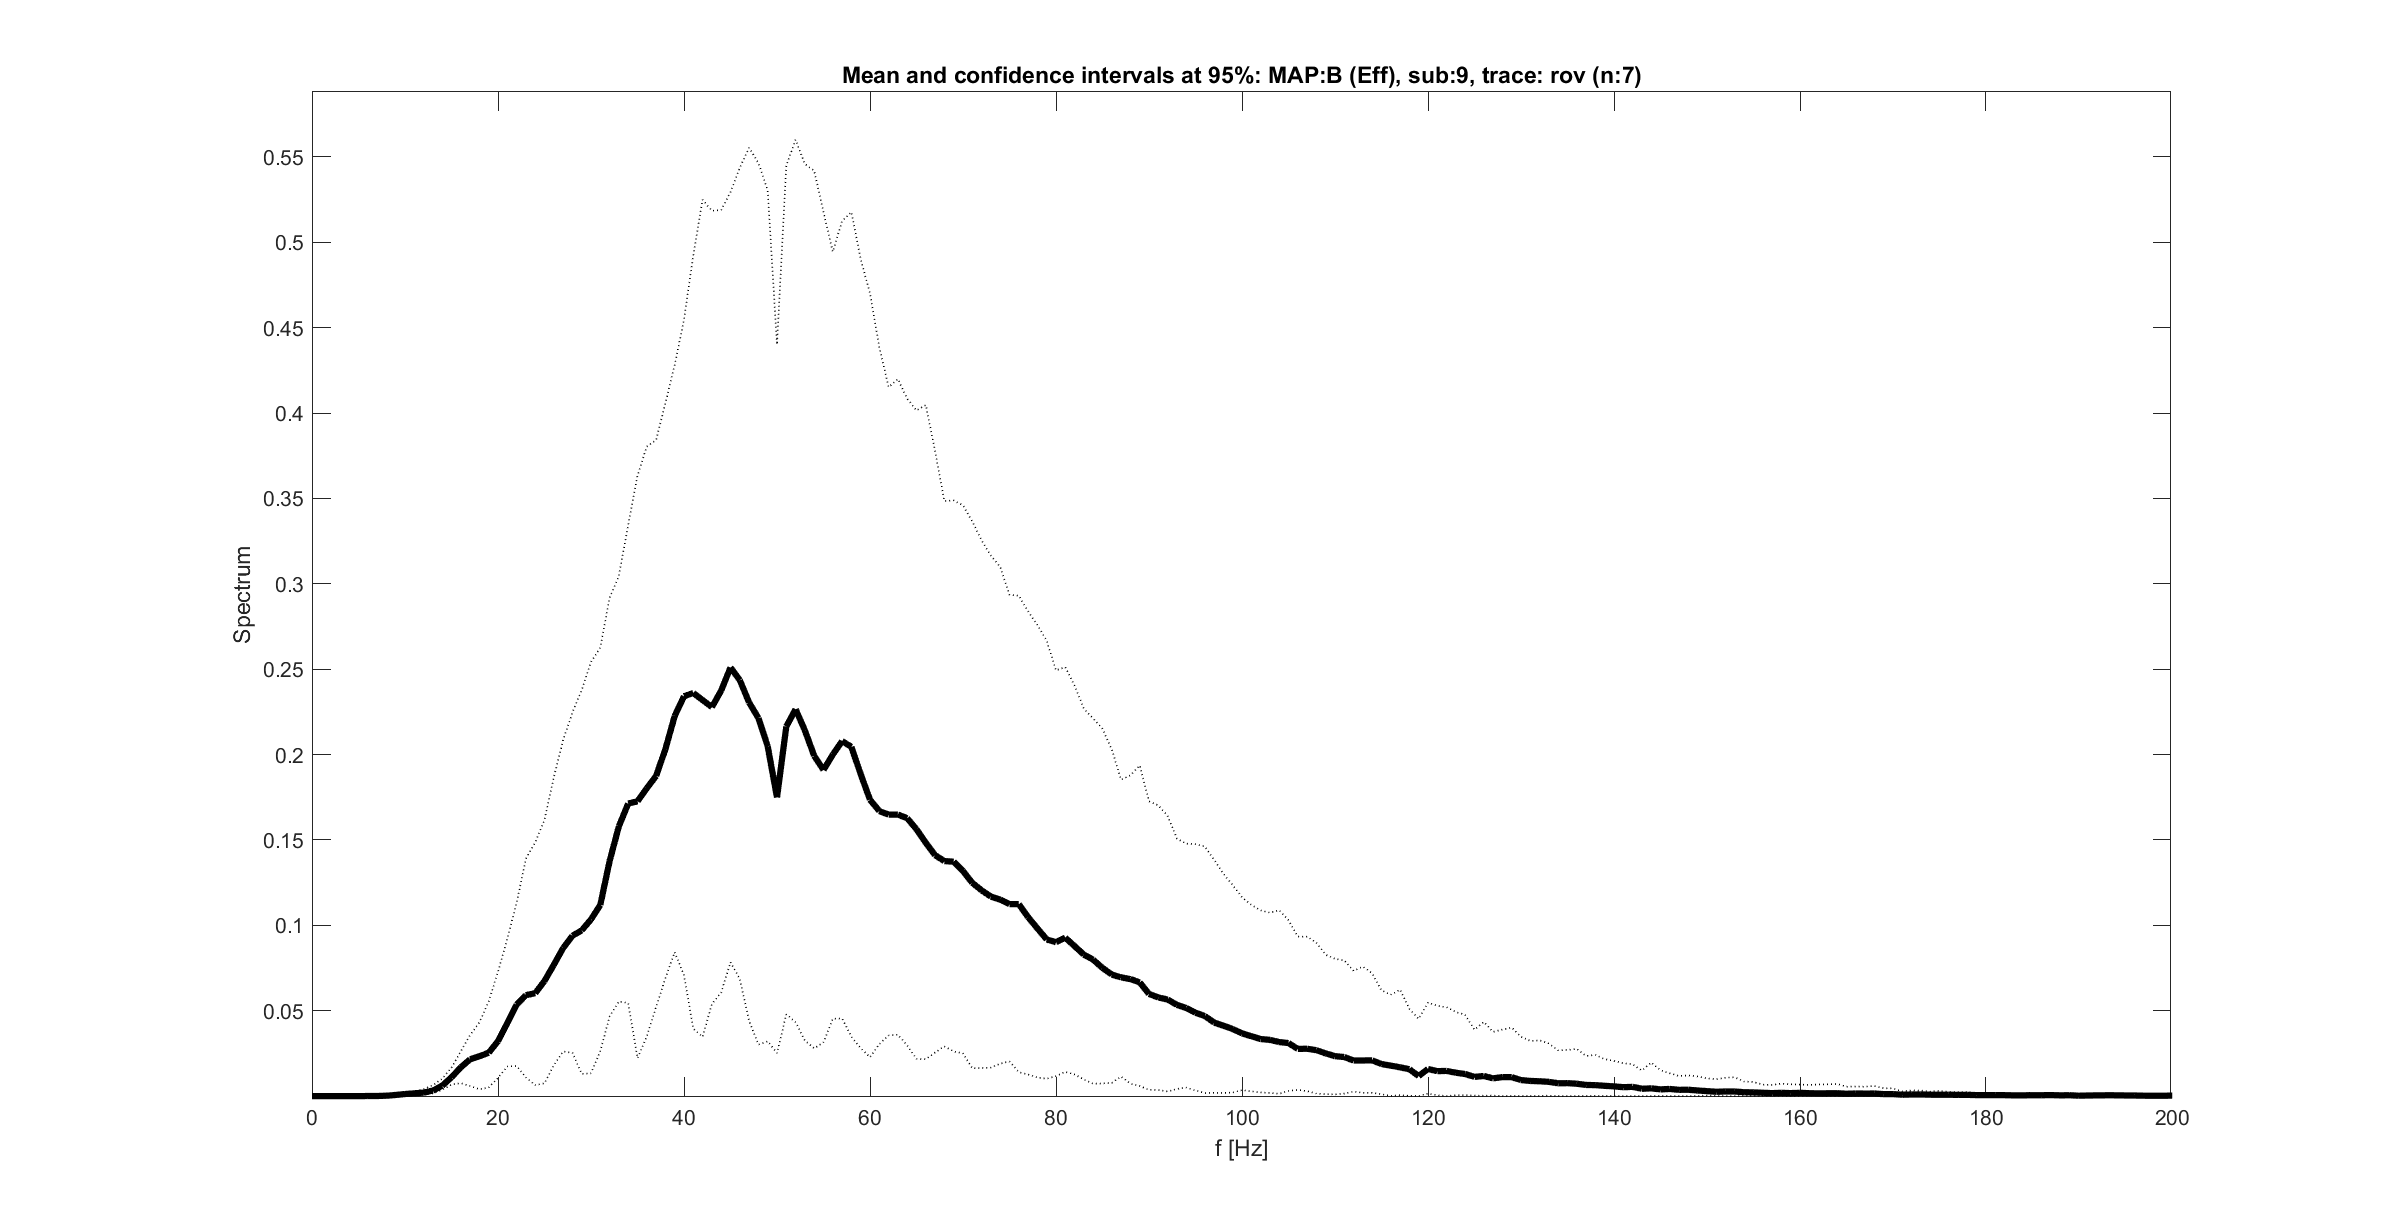 Mean and confidence intervals at 95%: MAP:B (Eff), sub:9, trace: rov (n:7)
0.55
0.5
0.45
0.4
0.35
0.3
0.25
0.2
0.15
0.1
0.05
Spectrum
0 20 40 60 80 100 120 140 160 180 200
f [Hz]